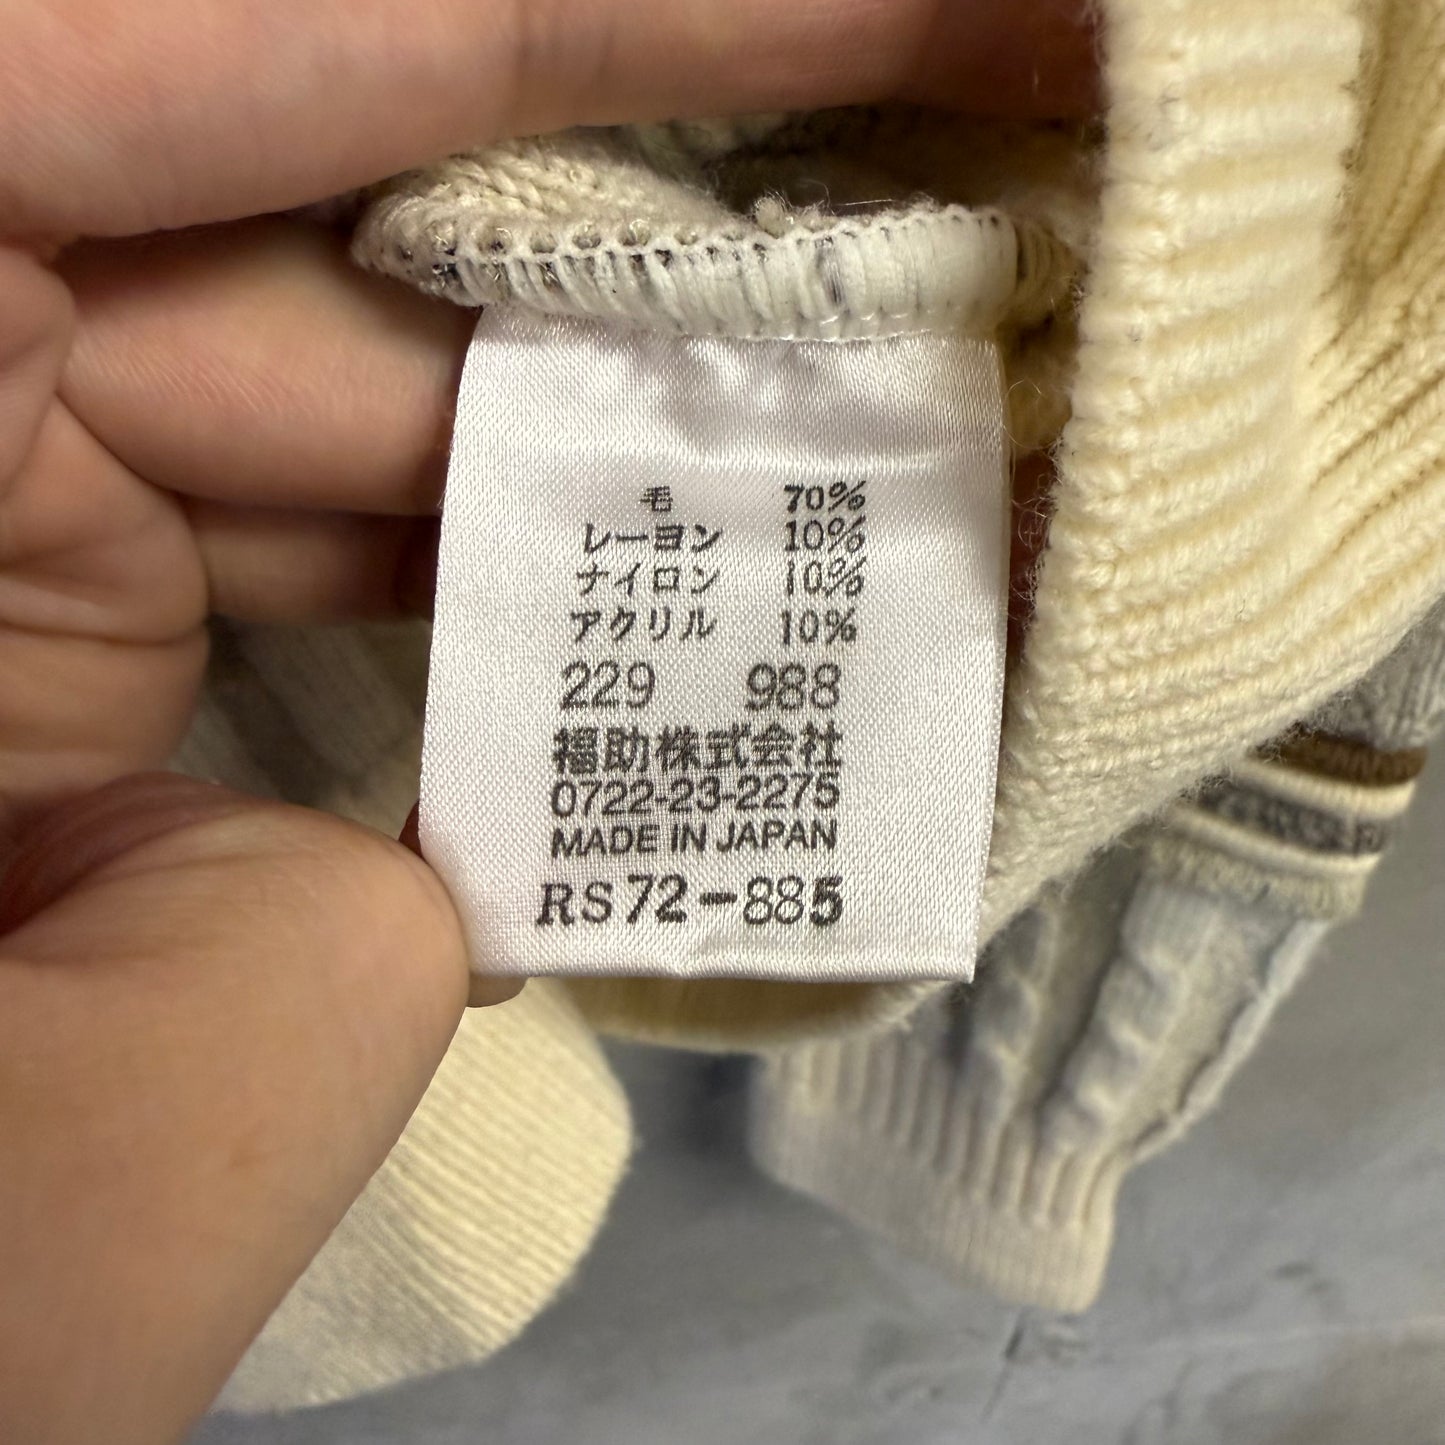 毛 70%
レーヨン 10%
ナイロン 10%
アクリル 10%
229 988
福助株式会社
0722-23-2275
MADE IN JAPAN
RS72-885